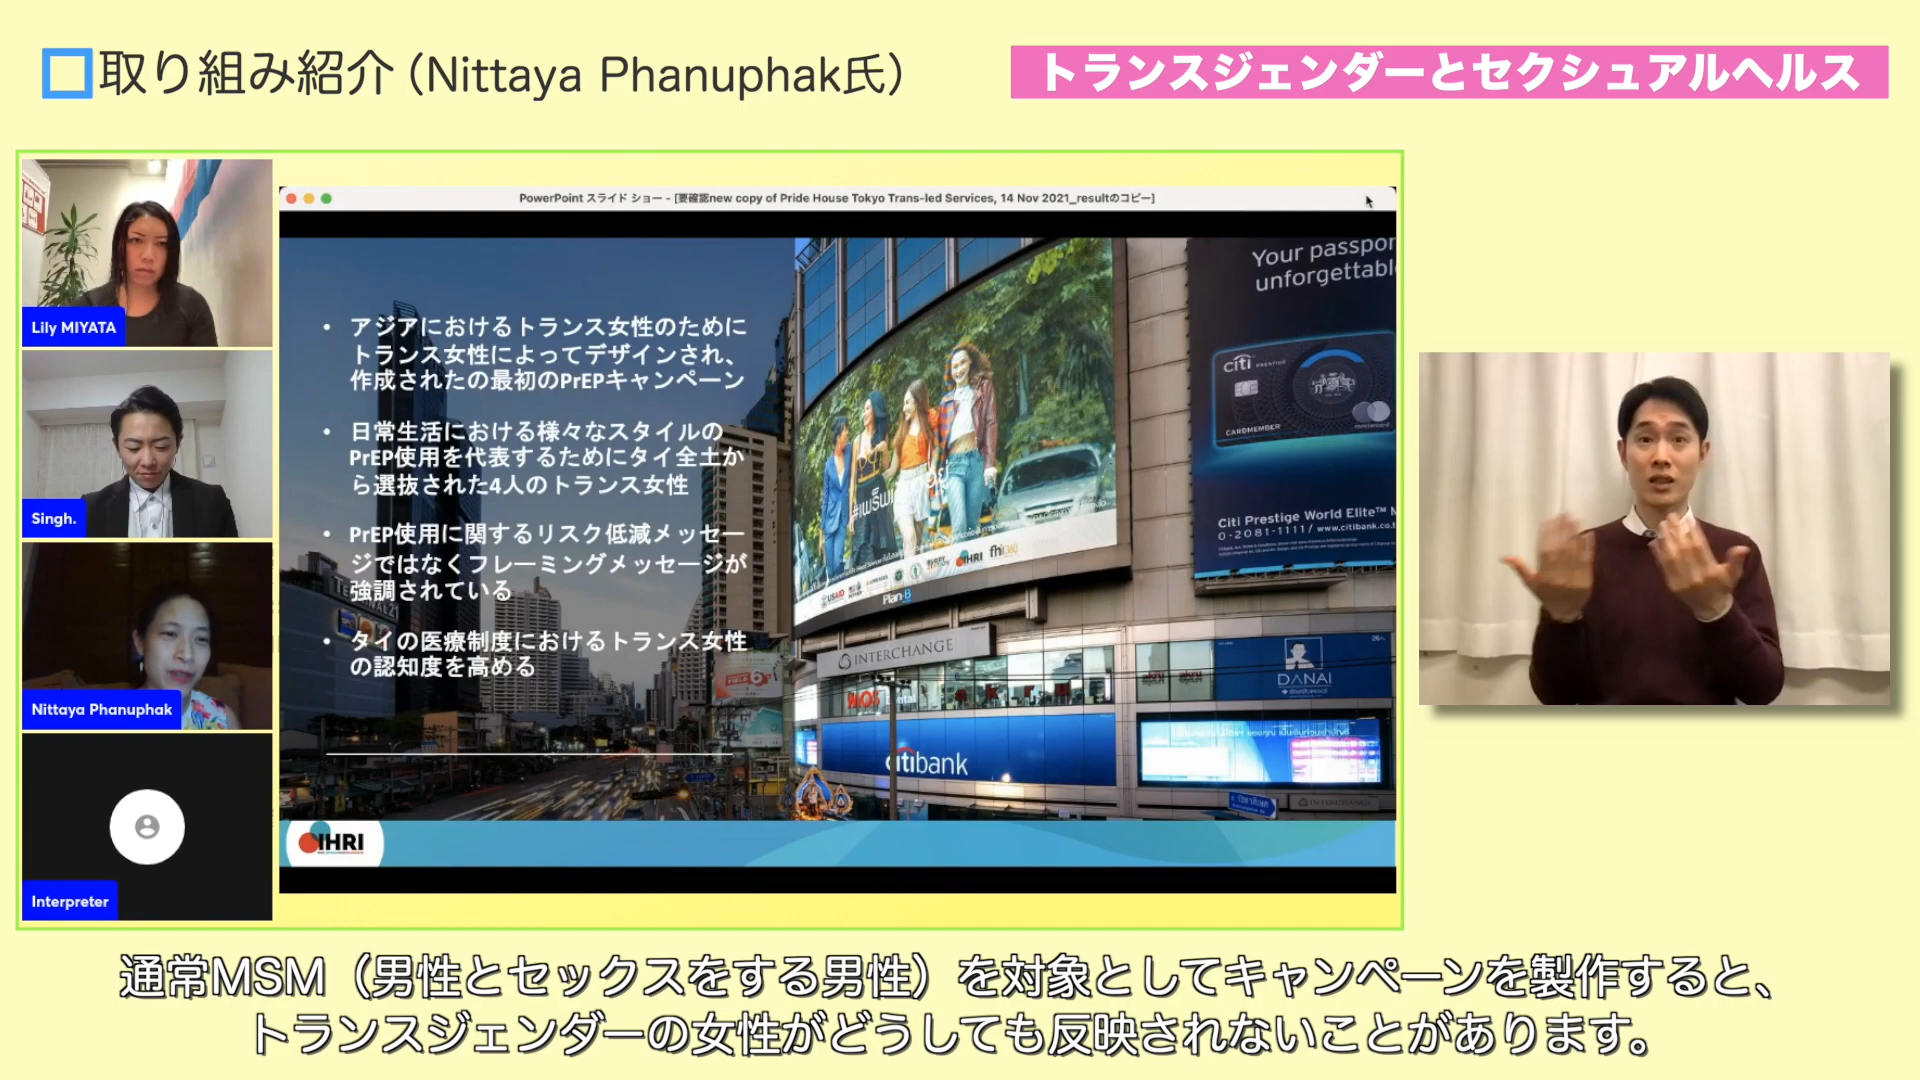 取り組み紹介（Nittaya Phanuphak氏）
トランスジェンダーとセクシュアルヘルス
Lily MIYATA
Singh.
Nittaya Phanuphak
Interpreter
PowerPoint スライド ショー - [要確認new copy of Pride House Tokyo Trans-led Services, 14 Nov 2021_resultのコピー]
• アジアにおけるトランス女性のために
トランス女性によってデザインされ、
作成されたの最初のPrEPキャンペーン
• 日常生活における様々なスタイルの
PrEP使用を代表するためにタイ全土か
ら選抜された4人のトランス女性
• PrEP使用に関するリスク低減メッセー
ジではなくフレーミングメッセージが
強調されている
• タイの医療制度におけるトランス女性
の認知度を高める
IHRI
Your passpor
unforgettabl
citi PRESTIGE
CARDMEMBER
Citi Prestige World Elite™ M
0-2081-1111 / www.citibank.co.t
USAID
IHRI
fhi360
Plan-B
INTERCHANGE
DANAI
citibank
INTERCHANGE
通常MSM（男性とセックスをする男性）を対象としてキャンペーンを製作すると、
トランスジェンダーの女性がどうしても反映されないことがあります。